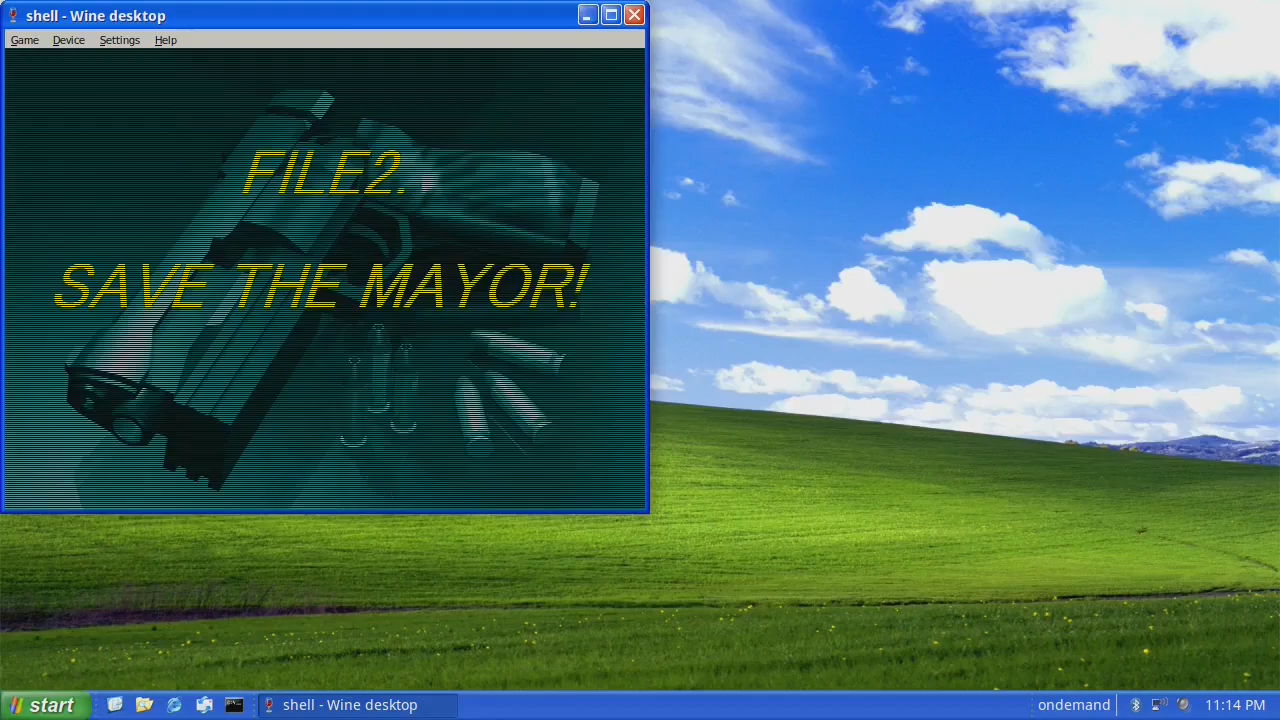 shell - Wine desktop
Game Device Settings Help
FILE2.
SAVE THE MAYOR!
start
shell - Wine desktop
ondemand
11:14 PM